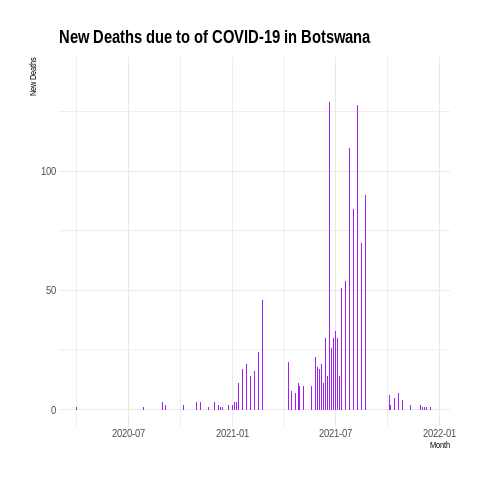 New Deaths due to of COVID-19 in Botswana
New Deaths
100
50
0
2020-07
2021-01
2021-07
2022-01
Month